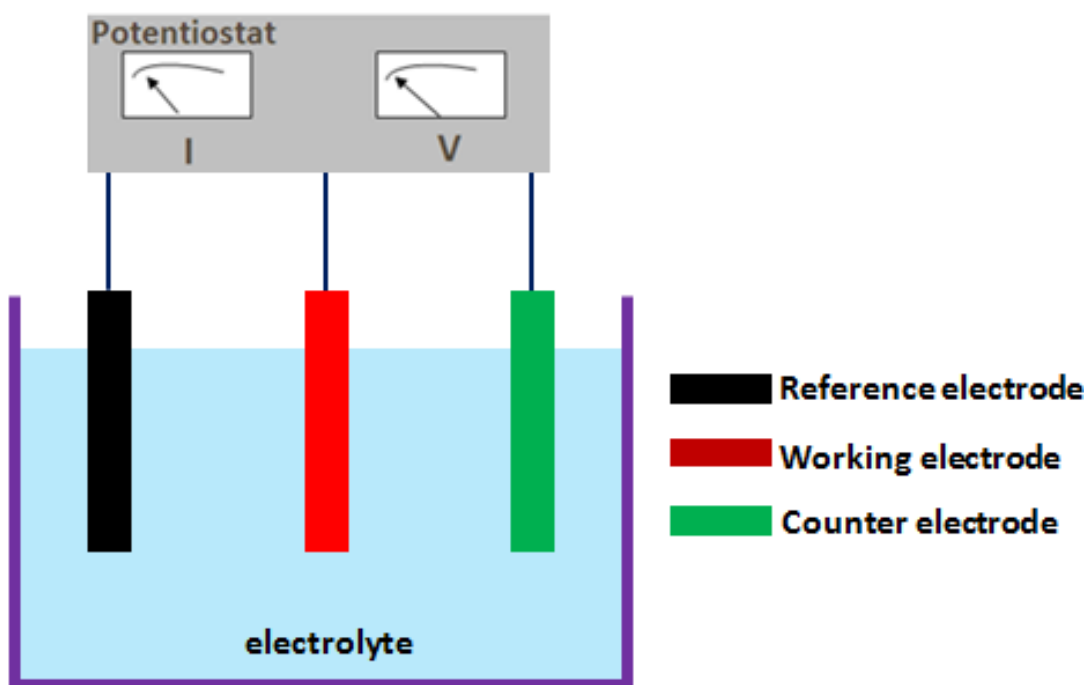 Potentiostat
I
V
Reference electrode
Working electrode
Counter electrode
electrolyte